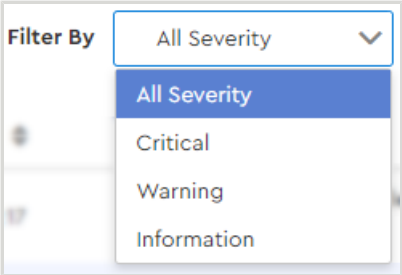 Filter By All Severity
All Severity
Critical
Warning
Information
17